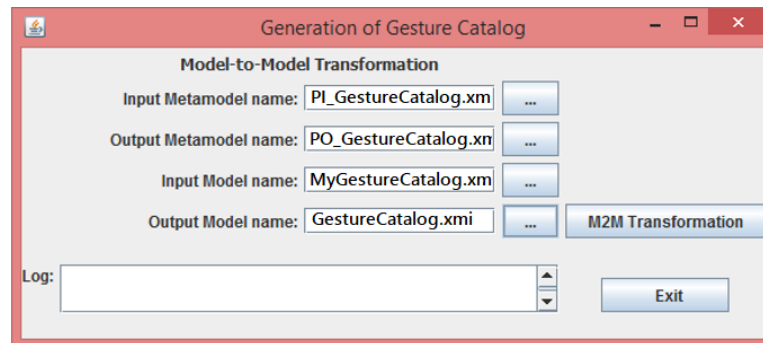 Generation of Gesture Catalog
Model-to-Model Transformation
Input Metamodel name: PI_GestureCatalog.xm ...
Output Metamodel name: PO_GestureCatalog.xm ...
Input Model name: MyGestureCatalog.xm ...
Output Model name: GestureCatalog.xmi ... M2M Transformation
Log:
Exit